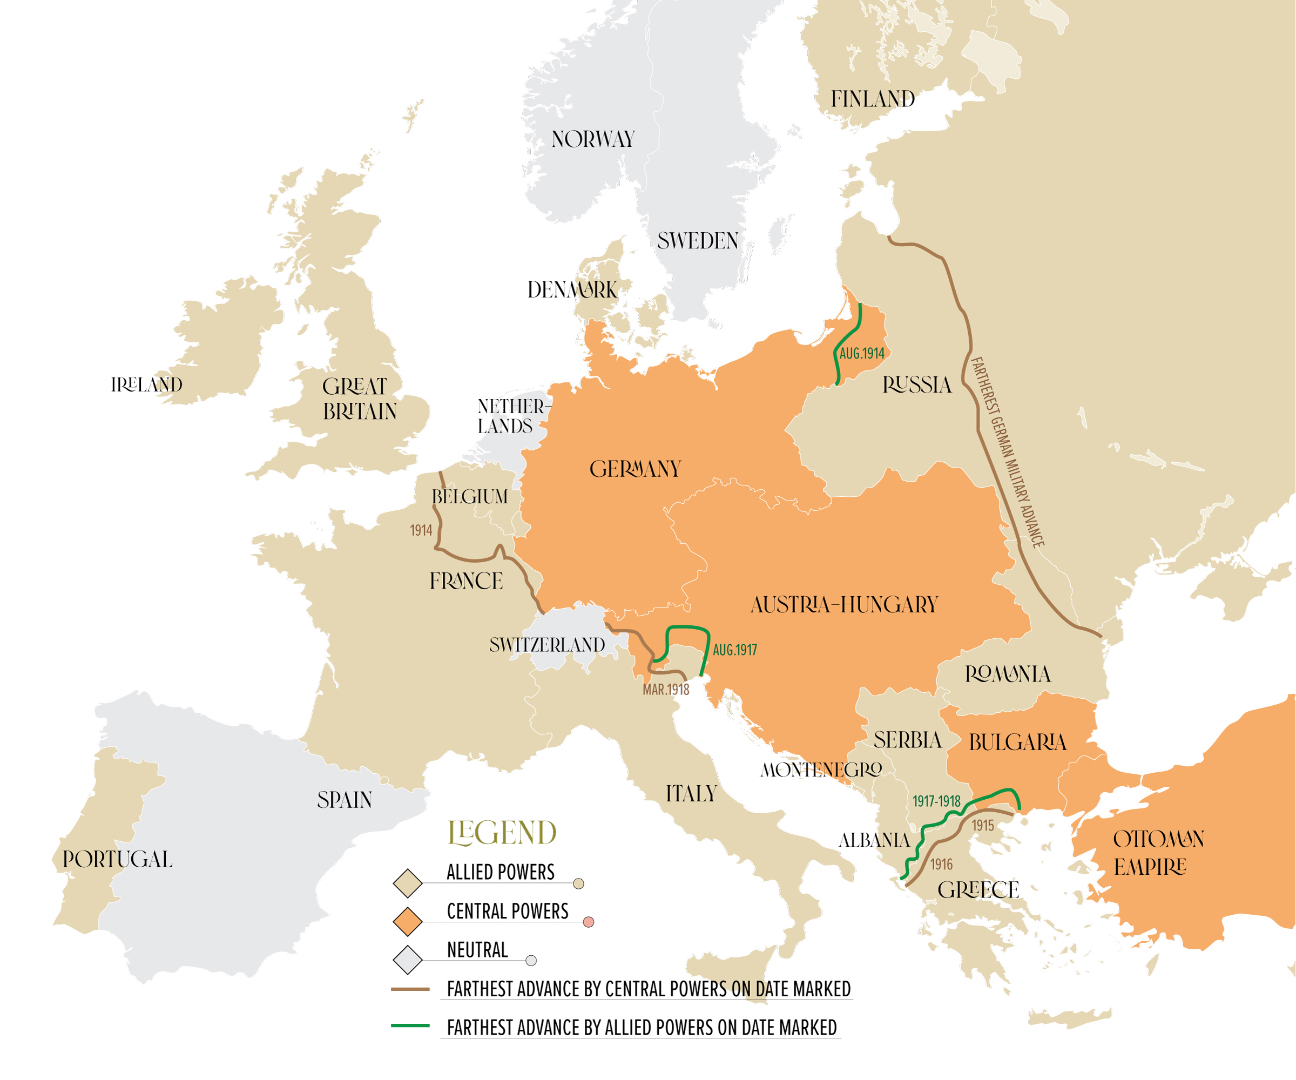 FINLAND
NORWAY
SWEDEN
DENMARK
AUG.1914
IRELAND
GREAT
BRITAIN
RUSSIA
FARTHEREST GERMAN MILITARY ADVANCE
NETHER-
LANDS
GERMANY
BELGIUM
1914
FRANCE
AUSTRIA-HUNGARY
SWITZERLAND
AUG.1917
MAR.1918
ROMANIA
SERBIA
BULGARIA
MONTENEGRO
ITALY
SPAIN
1917-1918
1915
ALBANIA
1916
GREECE
OTTOMAN
EMPIRE
PORTUGAL
LEGEND
ALLIED POWERS
CENTRAL POWERS
NEUTRAL
FARTHEST ADVANCE BY CENTRAL POWERS ON DATE MARKED
FARTHEST ADVANCE BY ALLIED POWERS ON DATE MARKED